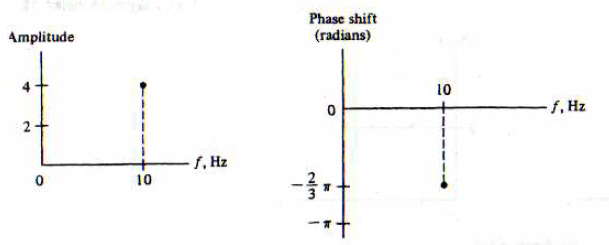 Amplitude
4
2
0
10
f, Hz
Phase shift
(radians)
10
0
f, Hz
-2/3 π
-π